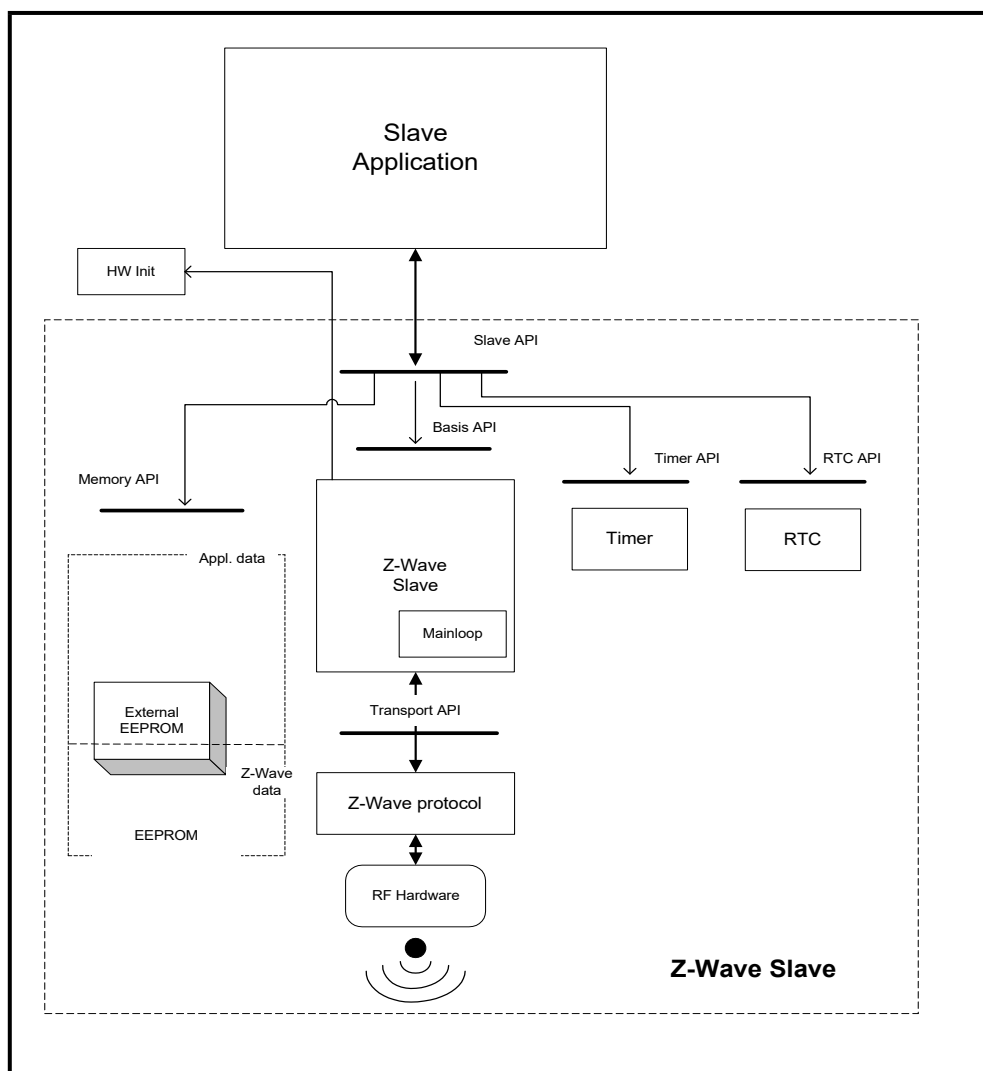 Slave
Application
HW Init
Slave API
Basis API
Timer API
RTC API
Memory API
Timer
RTC
Appl. data
Z-Wave
Slave
Mainloop
External
EEPROM
Transport API
Z-Wave
data
Z-Wave protocol
EEPROM
RF Hardware
Z-Wave Slave